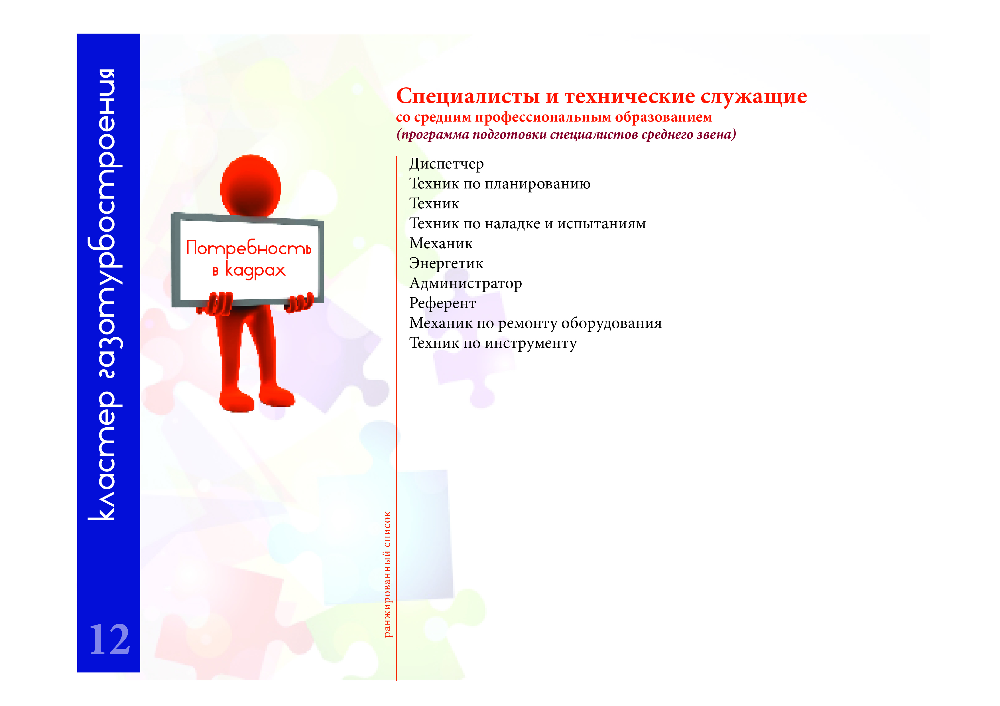 кластер газотурбостроения
12
Потребность
в кадрах
Специалисты и технические служащие
со средним профессиональным образованием
(программа подготовки специалистов среднего звена)
Диспетчер
Техник по планированию
Техник
Техник по наладке и испытаниям
Механик
Энергетик
Администратор
Референт
Механик по ремонту оборудования
Техник по инструменту
ранжированный список